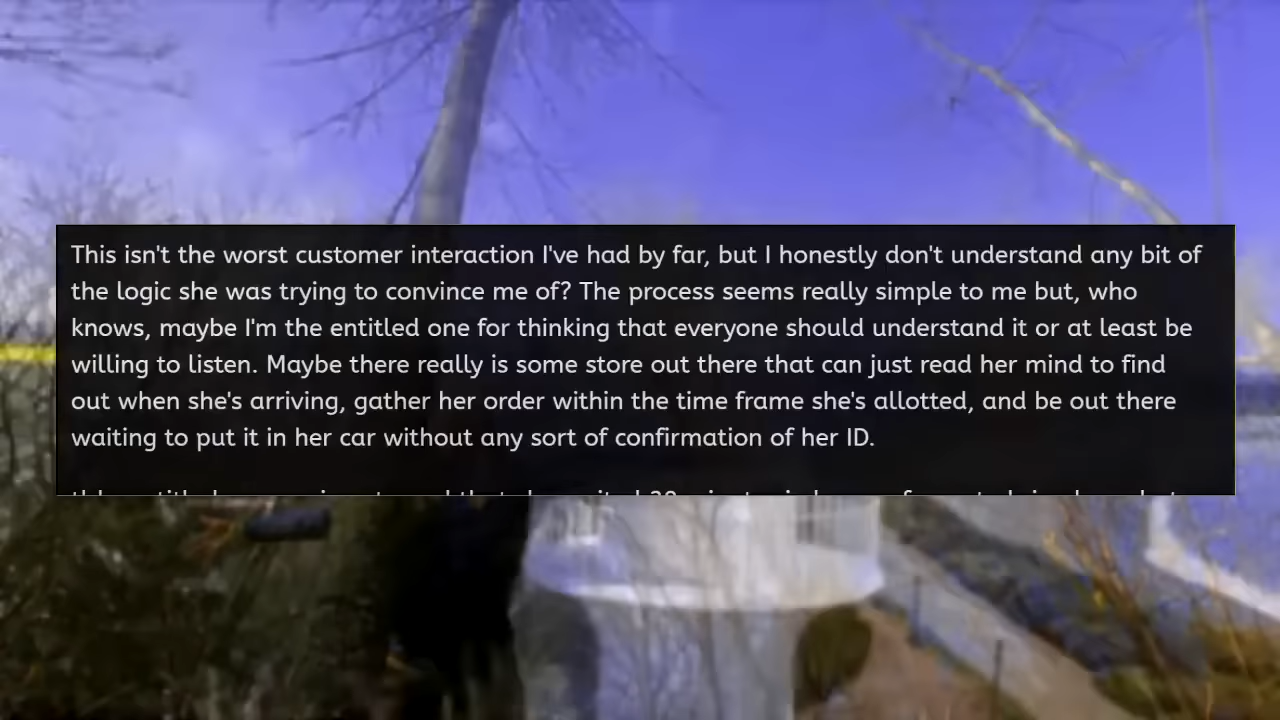 This isn't the worst customer interaction I've had by far, but I honestly don't understand any bit of
the logic she was trying to convince me of? The process seems really simple to me but, who
knows, maybe I'm the entitled one for thinking that everyone should understand it or at least be
willing to listen. Maybe there really is some store out there that can just read her mind to find
out when she's arriving, gather her order within the time frame she's allotted, and be out there
waiting to put it in her car without any sort of confirmation of her ID.